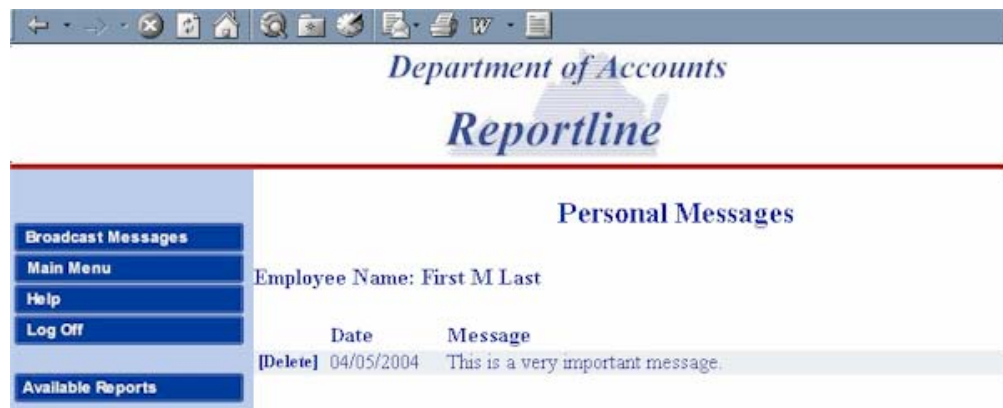 Department of Accounts
Reportline
Broadcast Messages
Main Menu
Help
Log Off
Available Reports
Personal Messages
Employee Name: First M Last
Date Message
[Delete] 04/05/2004 This is a very important message.